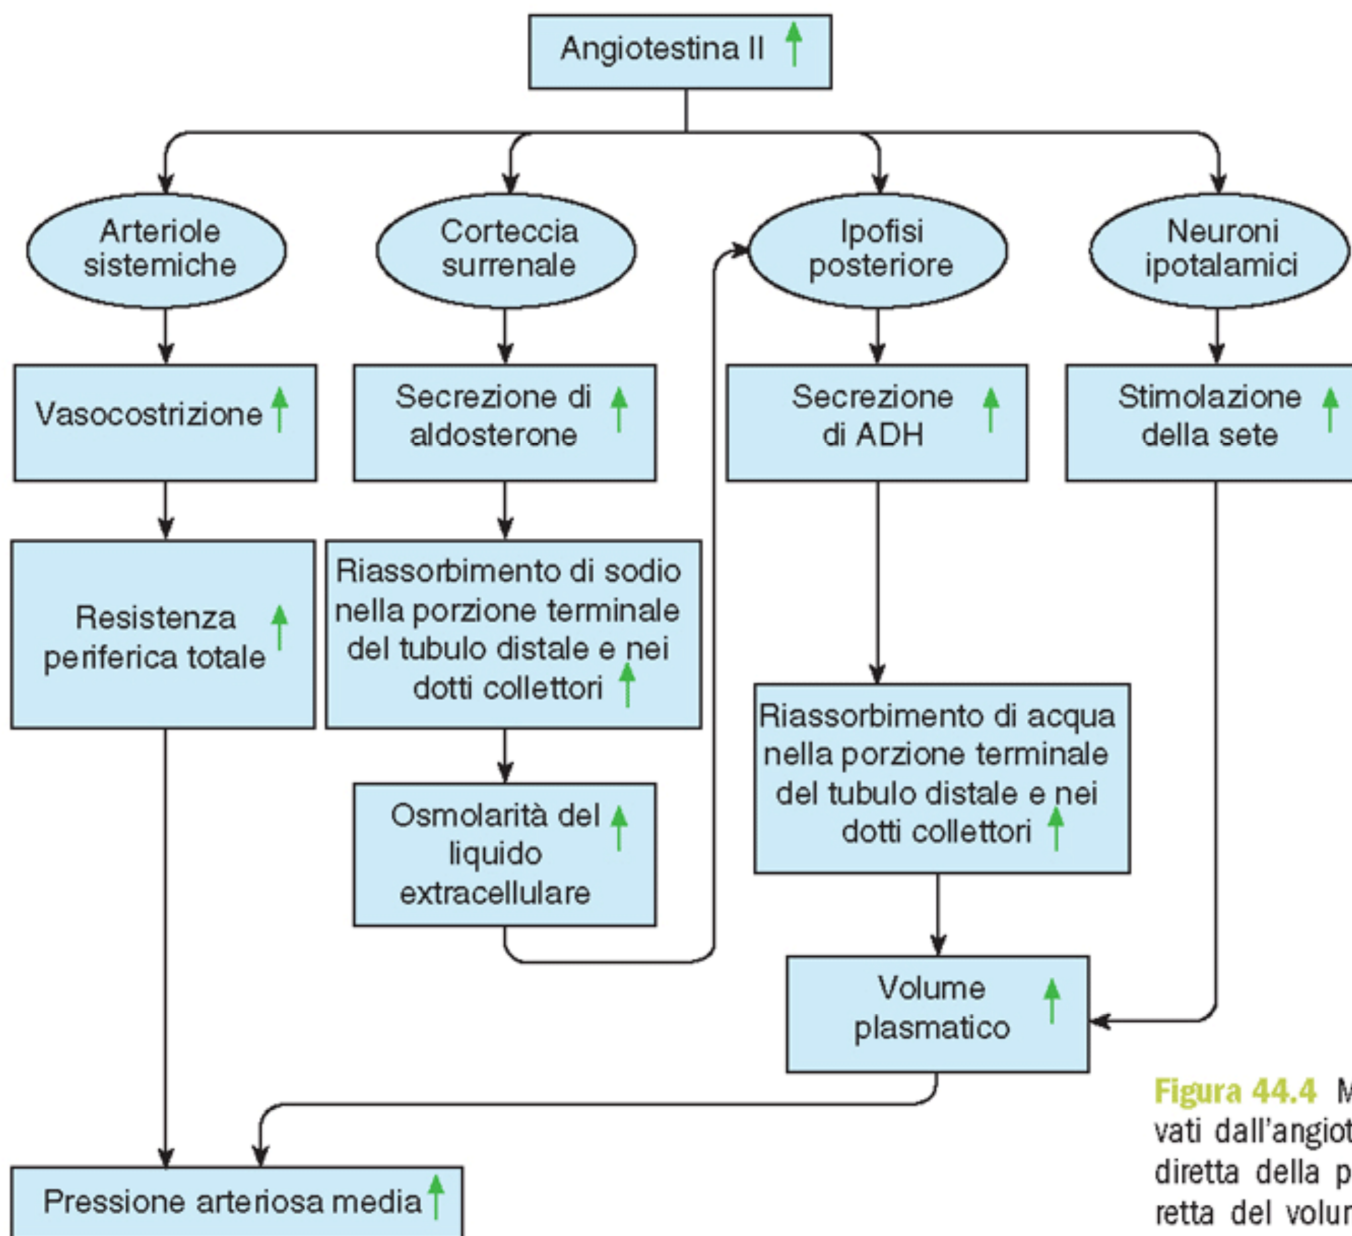 Angiotestina II
Arteriole
sistemiche
Corteccia
surrenale
Ipofisi
posteriore
Neuroni
ipotalamici
Vasocostrizione
Secrezione di
aldosterone
Secrezione
di ADH
Stimolazione
della sete
Resistenza
periferica totale
Riassorbimento di sodio
nella porzione terminale
del tubulo distale e nei
dotti collettori
Riassorbimento di acqua
nella porzione terminale
del tubulo distale e nei
dotti collettori
Osmolarità del
liquido
extracellulare
Volume
plasmatico
Pressione arteriosa media
Figura 44.4 M
vati dall'angiot
diretta della p
retta del volu